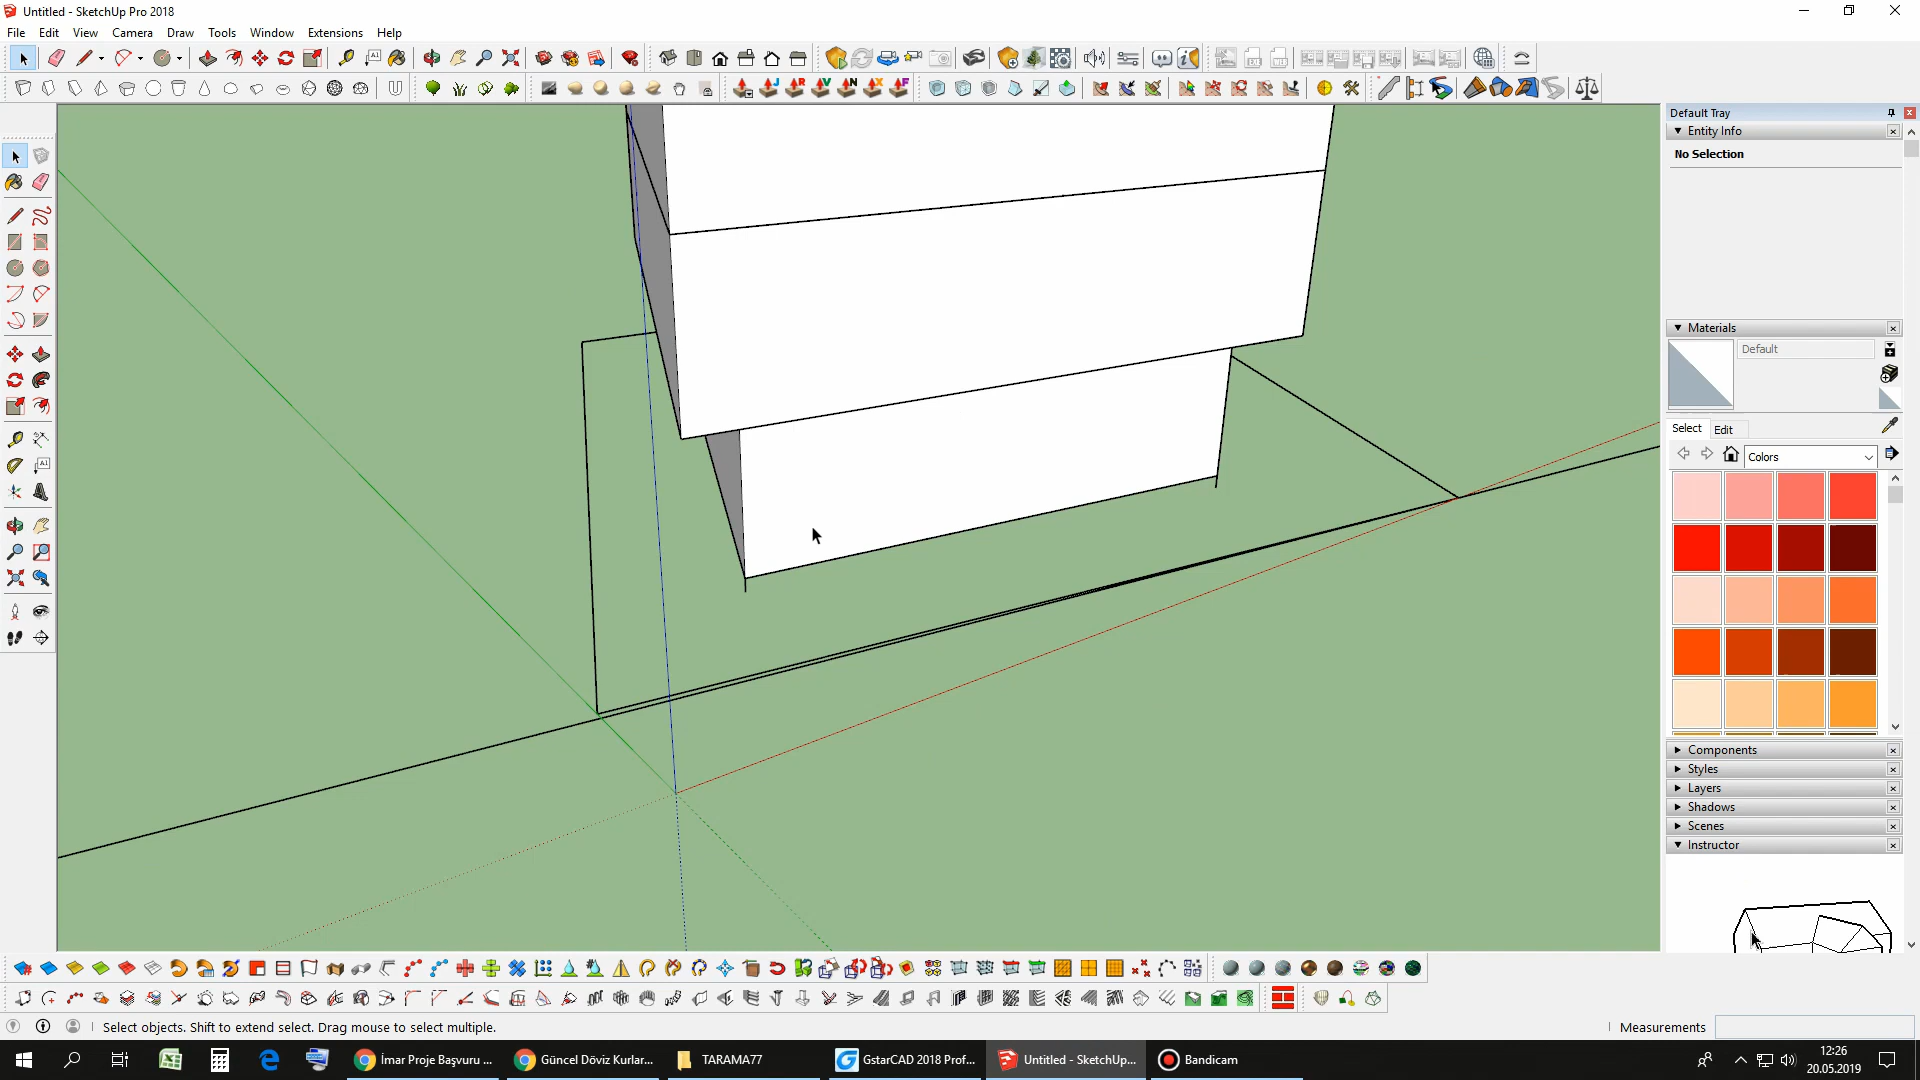 Untitled - SketchUp Pro 2018
File Edit View Camera Draw Tools Window Extensions Help
Default Tray
Entity Info
No Selection
Materials
Default
Select Edit
Colors
Components
Styles
Layers
Shadows
Scenes
Instructor
Select objects. Shift to extend select. Drag mouse to select multiple.
Measurements
İmar Proje Başvuru ...
Güncel Döviz Kurlar...
TARAMA77
GstarCAD 2018 Prof...
Untitled - SketchUp...
Bandicam
12:26
20.05.2019